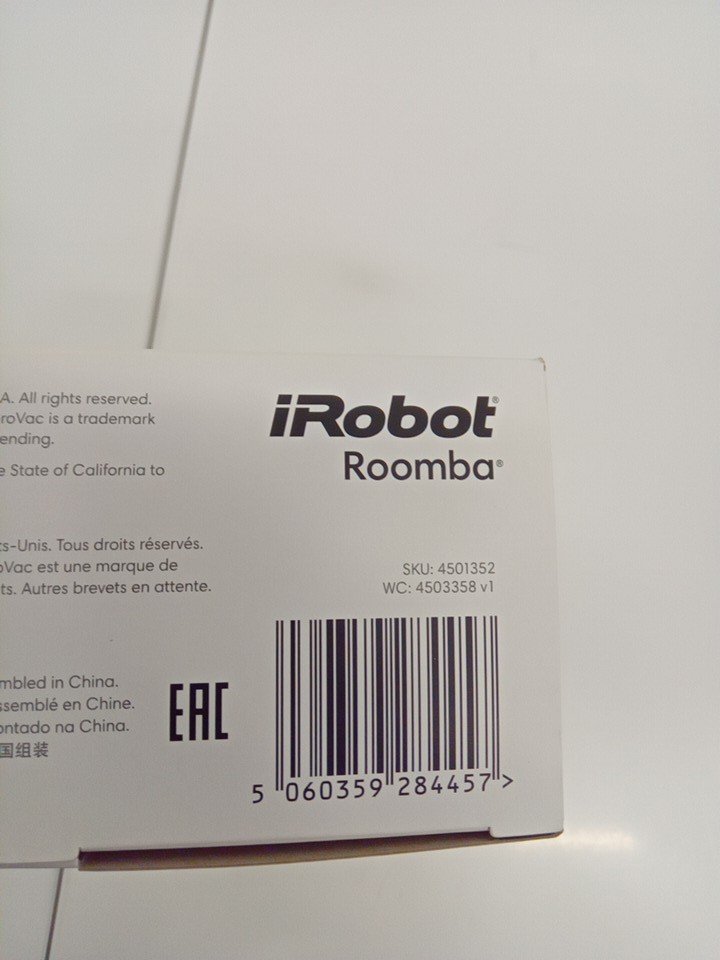 A. All rights reserved.
roVac is a trademark
ending.
e State of California to
iRobot®
Roomba®
ts-Unis. Tous droits réservés.
oVac est une marque de
ts. Autres brevets en attente.
SKU: 4501352
WC: 4503358 v1
mbled in China.
ssemblé en Chine.
ontado na China.
国组装
EAC
5 060359 284457 >